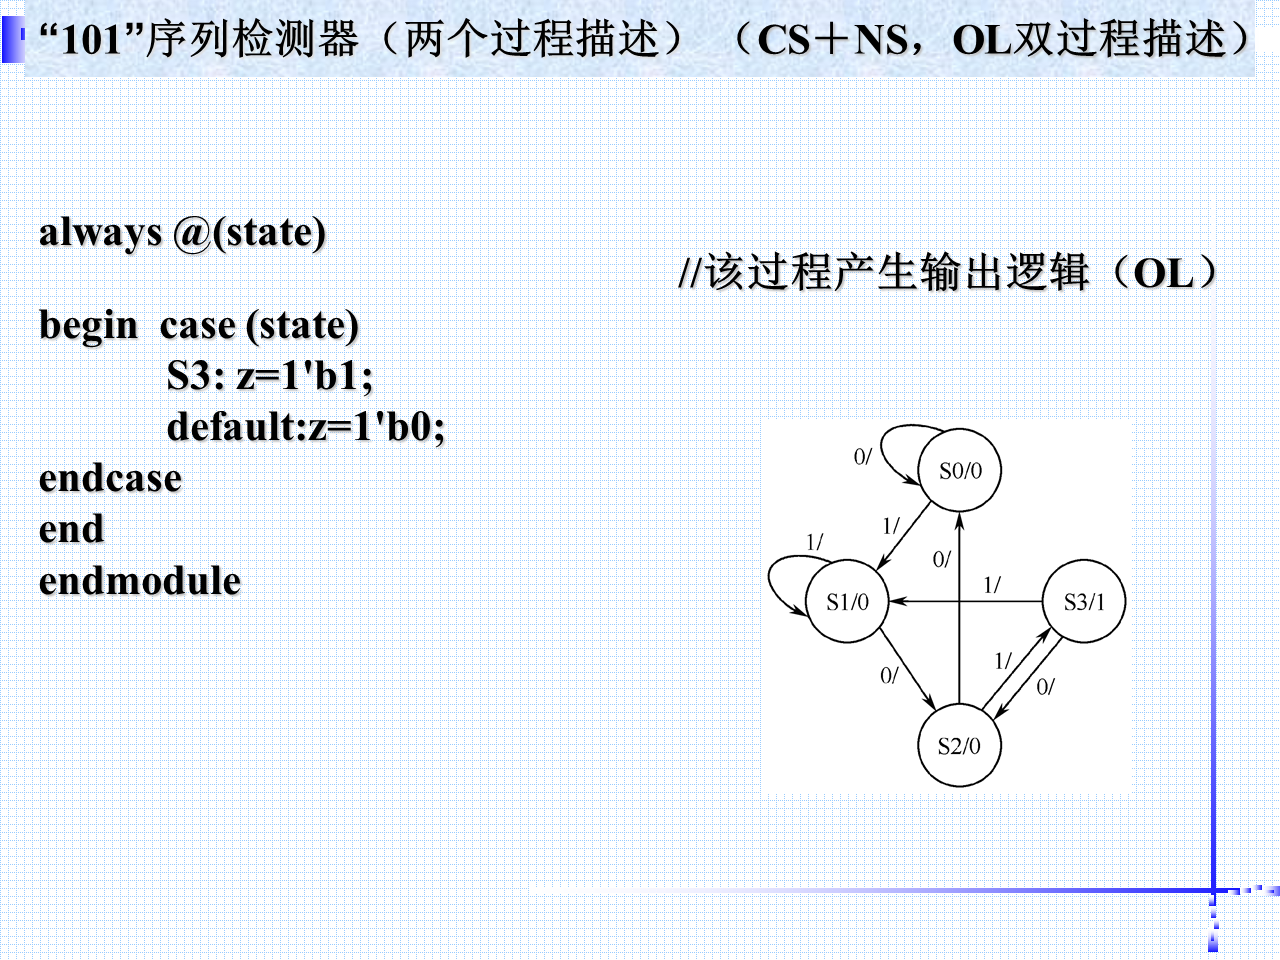 “101”序列检测器（两个过程描述）（CS＋NS，OL双过程描述）
always @(state)
//该过程产生输出逻辑（OL）
begin  case (state)
S3: z=1'b1;
default:z=1'b0;
endcase
end
endmodule
0/
S0/0
1/
1/
0/
1/
S1/0
S3/1
1/
0/
0/
S2/0